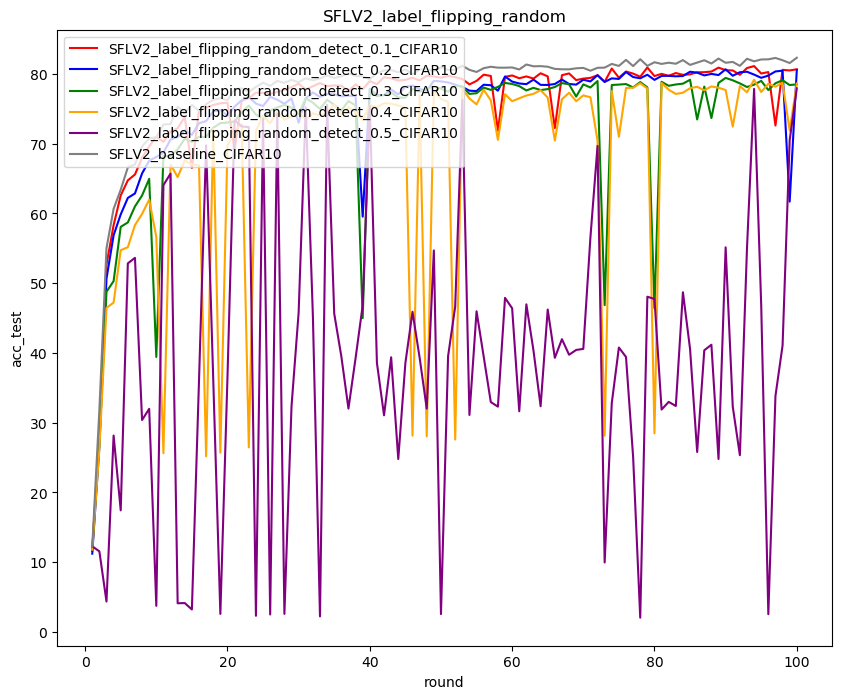 SFLV2_label_flipping_random
SFLV2_label_flipping_random_detect_0.1_CIFAR10
SFLV2_label_flipping_random_detect_0.2_CIFAR10
SFLV2_label_flipping_random_detect_0.3_CIFAR10
SFLV2_label_flipping_random_detect_0.4_CIFAR10
SFLV2_label_flipping_random_detect_0.5_CIFAR10
SFLV2_baseline_CIFAR10
80
70
60
50
40
30
20
10
0
acc_test
0 20 40 60 80 100
round